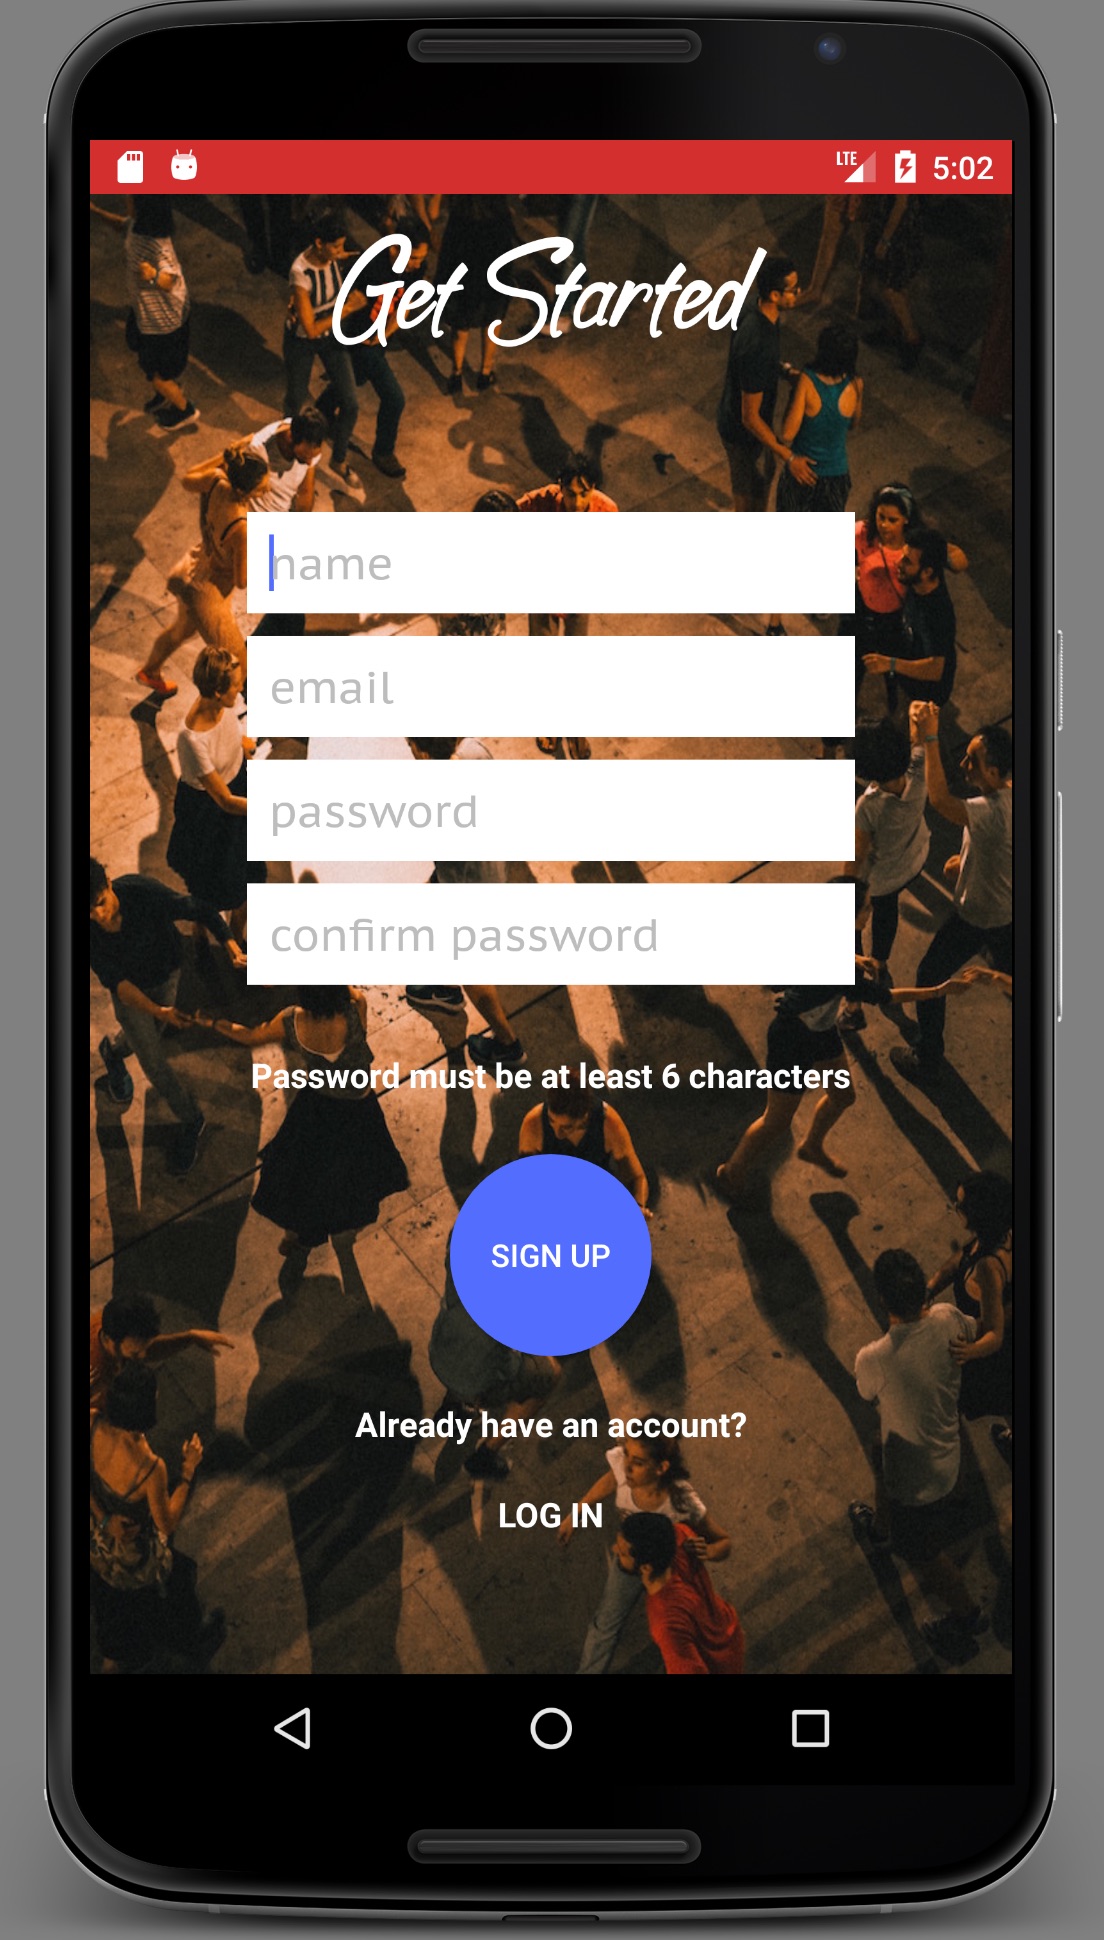 LTE 5:02
Get Started
name
email
password
confirm password
Password must be at least 6 characters
SIGN UP
Already have an account?
LOG IN